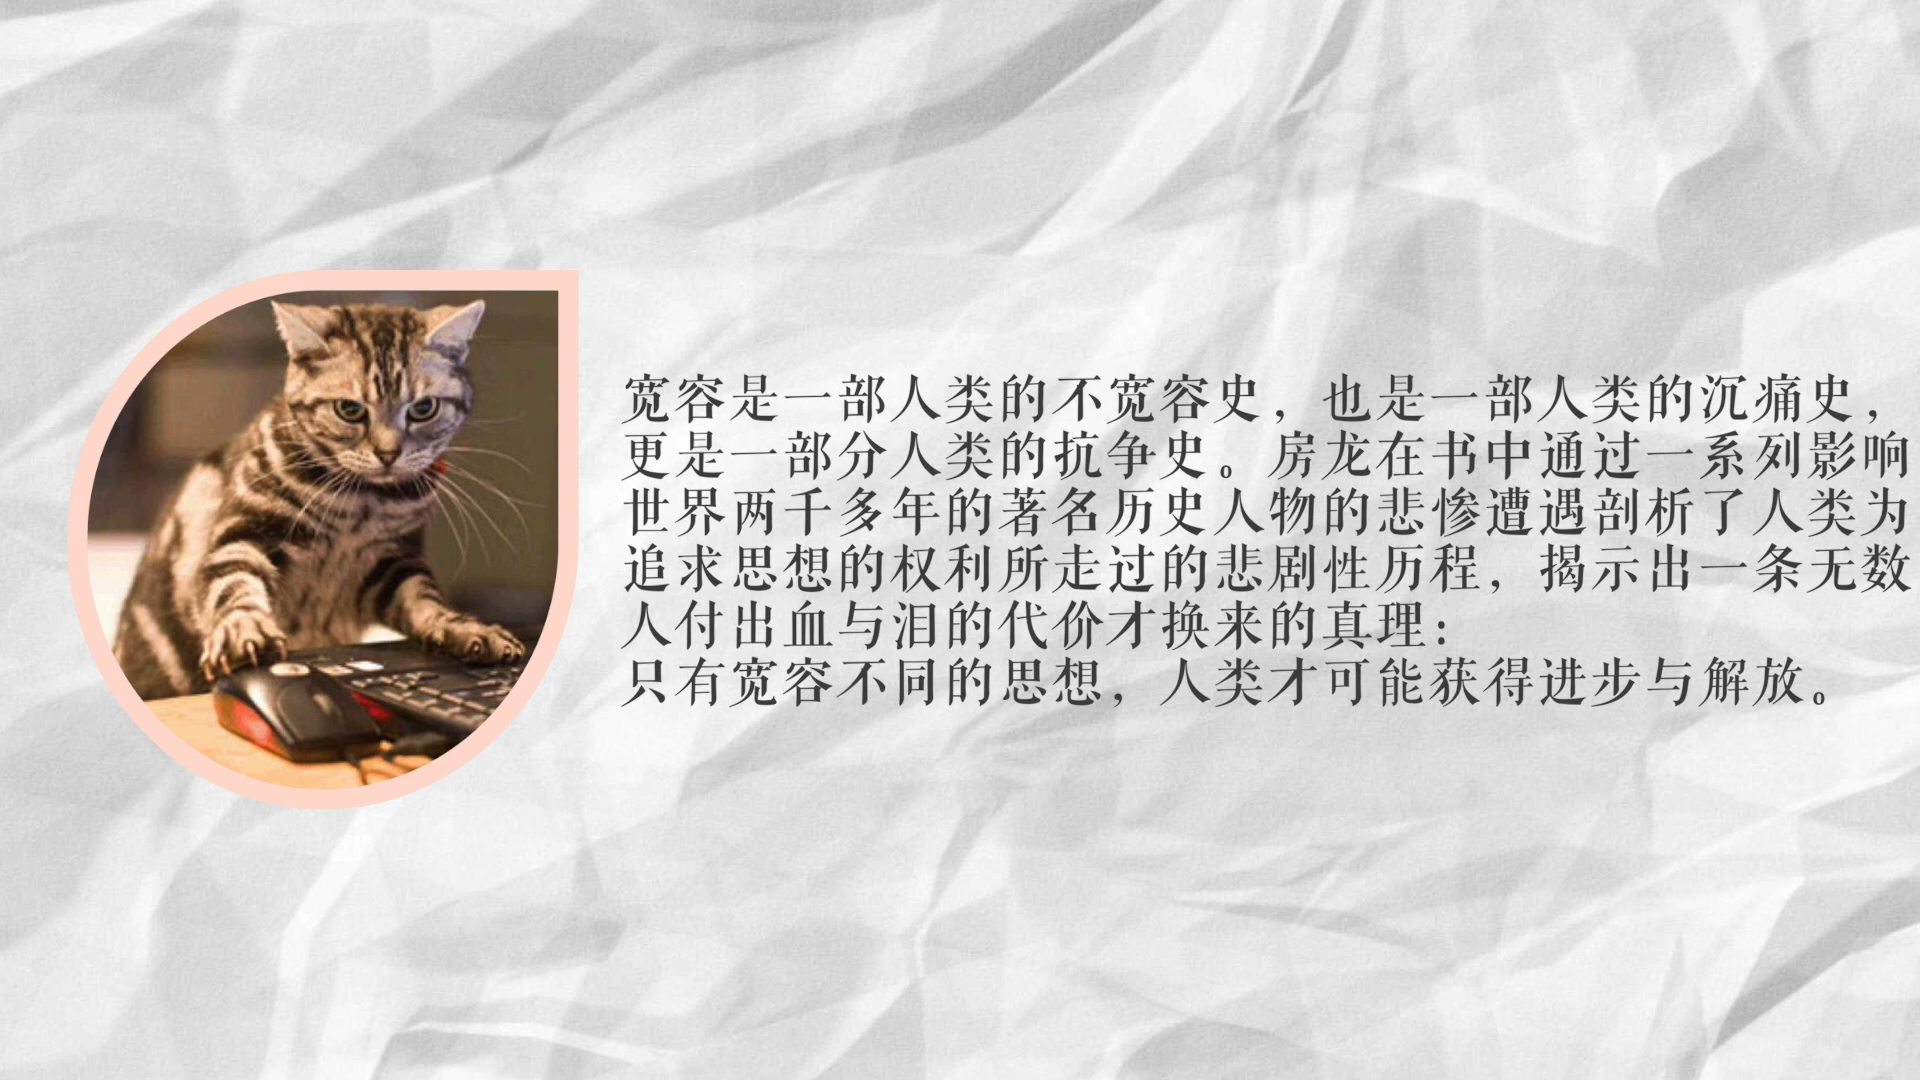 宽容是一部人类的不宽容史，也是一部人类的沉痛史，
更是一部分人类的抗争史。房龙在书中通过一系列影响
世界两千多年的著名历史人物的悲惨遭遇剖析了人类为
追求思想的权利所走过的悲剧性历程，揭示出一条无数
人付出血与泪的代价才换来的真理：
只有宽容不同的思想，人类才可能获得进步与解放。